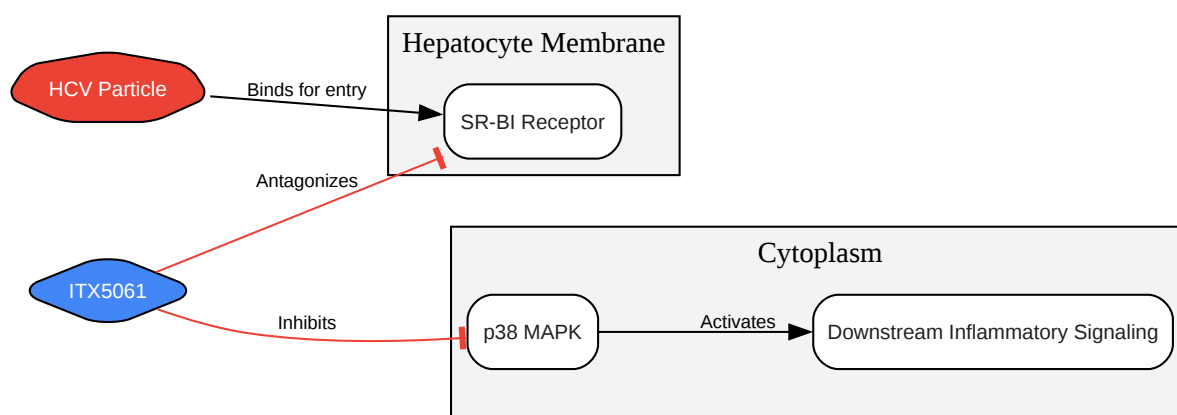 Hepatocyte Membrane
HCV Particle
Binds for entry
SR-BI Receptor
Antagonizes
Cytoplasm
ITX5061
Inhibits
p38 MAPK
Activates
Downstream Inflammatory Signaling